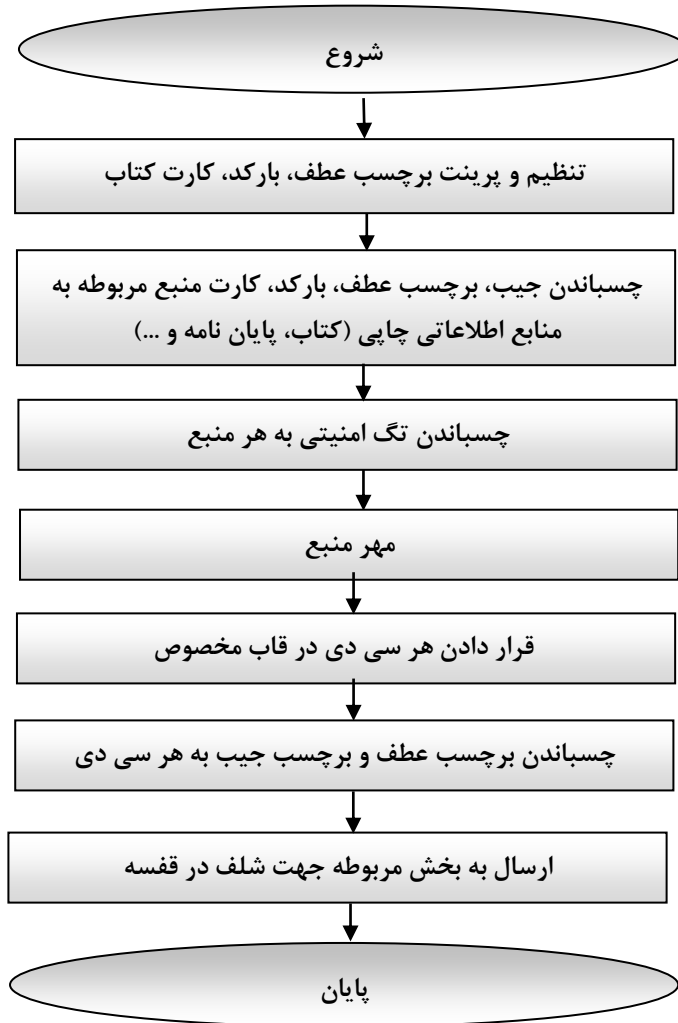 شروع
تنظیم و پرینت برچسب عطف، بارکد، کارت کتاب
چسباندن جیب، برچسب عطف، بارکد، کارت منبع مربوطه به
منابع اطلاعاتی چاپی (کتاب، پایان نامه و ...)
چسباندن تگ امنیتی به هر منبع
مهر منبع
قرار دادن هر سی دی در قاب مخصوص
چسباندن برچسب عطف و برچسب جیب به هر سی دی
ارسال به بخش مربوطه جهت شلف در قفسه
پایان